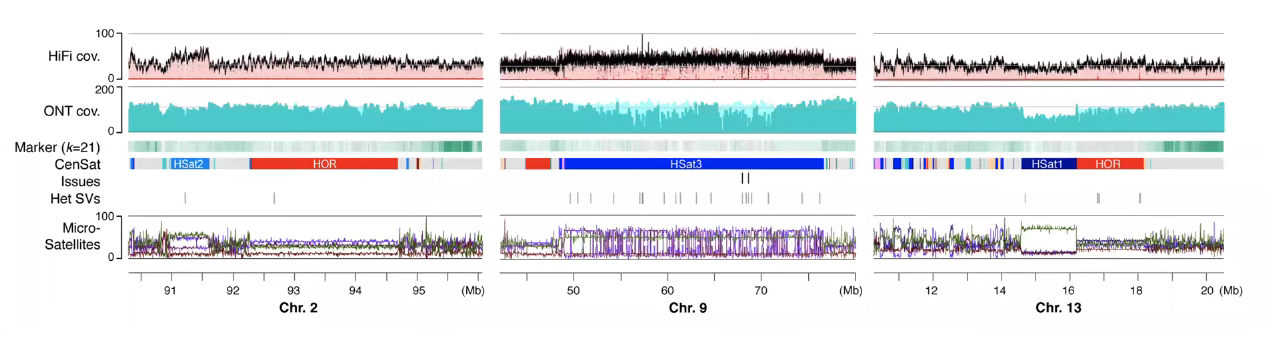 HiFi cov.
100
0
ONT cov.
200
0
Marker (k=21)
CenSat
HSat2
HOR
HSat3
HSat1
HOR
Issues
Het SVs
Micro-
Satellites
100
0
91 92 93 94 95 (Mb)
50 60 70 (Mb)
12 14 16 18 20 (Mb)
Chr. 2
Chr. 9
Chr. 13